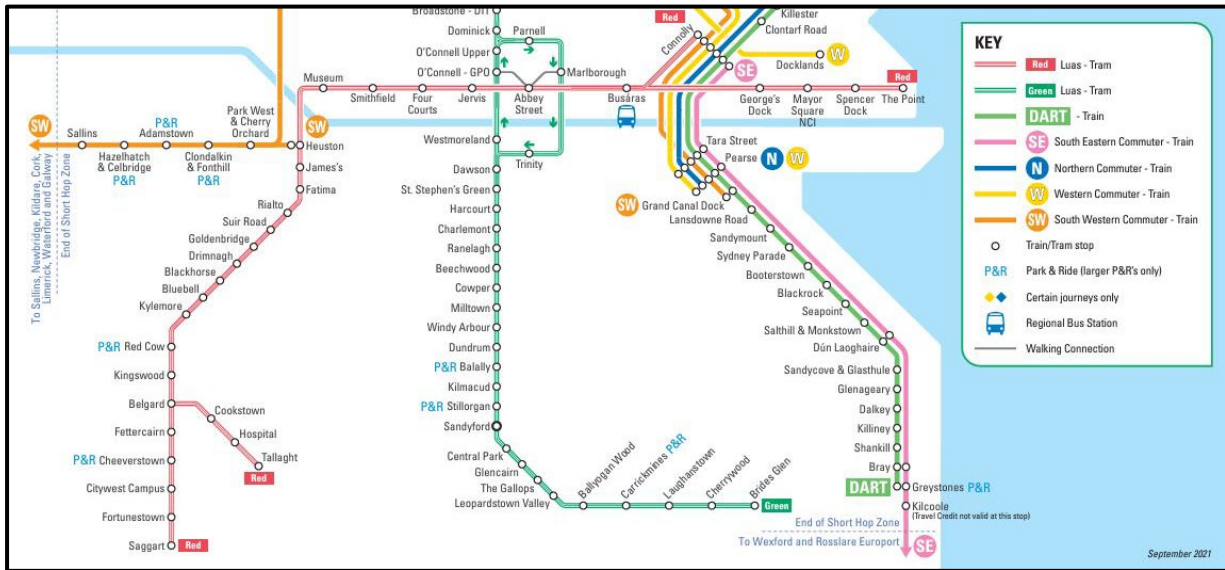 Broadstone - DIT
Dominick
Parnell
O'Connell Upper
O'Connell - GPO
Marlborough
Red
Connolly
Killester
Clontarf Road
W
Docklands
SE
Red
Museum
Smithfield
Four
Courts
Jervis
Abbey
Street
Busáras
George's
Dock
Mayor
Square
NCI
Spencer
Dock
The Point
SW
Sallins
Hazelhatch
& Celbridge
P&R
P&R
Adamstown
Clondalkin
& Fonthill
P&R
Park West
& Cherry
Orchard
SW
Heuston
James's
Fatima
Rialto
Suir Road
Goldenbridge
Drimnagh
Blackhorse
Bluebell
Kylemore
P&R Red Cow
Kingswood
Belgard
Cookstown
Hospital
Tallaght
Red
Fettercairn
P&R Cheeverstown
Citywest Campus
Fortunestown
Saggart
Red
To Sallins, Newbridge, Kildare, Cork,
Limerick, Waterford and Galway
End of Short Hop Zone
Westmoreland
Trinity
Dawson
St. Stephen's Green
Harcourt
Charlemont
Ranelagh
Beechwood
Cowper
Milltown
Windy Arbour
Dundrum
P&R Balally
Kilmacud
P&R Stillorgan
Sandyford
Central Park
Glencairn
The Gallops
Leopardstown Valley
Ballyogan Wood
Carrickmines P&R
Laughanstown
Cherrywood
Brides Glen
Green
Tara Street
Pearse
N
W
SW
Grand Canal Dock
Lansdowne Road
Sandymount
Sydney Parade
Booterstown
Blackrock
Seapoint
Salthill & Monkstown
Dún Laoghaire
Sandycove & Glasthule
Glenageary
Dalkey
Killiney
Shankill
Bray
DART
Greystones P&R
Kilcoole
(Travel Credit not valid at this stop)
End of Short Hop Zone
To Wexford and Rosslare Europort
SE
KEY
Red Luas - Tram
Green Luas - Tram
DART - Train
SE South Eastern Commuter - Train
N Northern Commuter - Train
W Western Commuter - Train
SW South Western Commuter - Train
Train/Tram stop
P&R Park & Ride (larger P&R's only)
Certain journeys only
Regional Bus Station
Walking Connection
September 2021